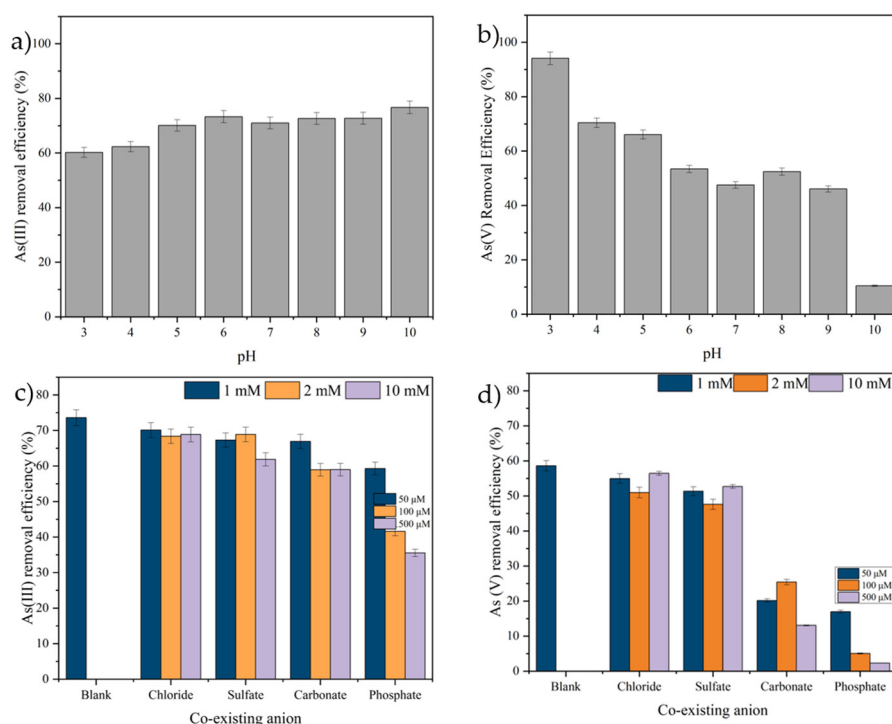 a)
As(III) removal efficiency (%)
100
80
60
40
20
0
3 4 5 6 7 8 9 10
pH
b)
As(V) Removal Efficiency (%)
100
80
60
40
20
0
3 4 5 6 7 8 9 10
pH
c)
1 mM 2 mM 10 mM
As(III) removal efficiency (%)
80
70
60
50
40
30
20
10
0
50 µM
100 µM
500 µM
Blank Chloride Sulfate Carbonate Phosphate
Co-existing anion
d)
1 mM 2 mM 10 mM
As (V) removal efficiency (%)
80
70
60
50
40
30
20
10
0
50 µM
100 µM
500 µM
Blank Chloride Sulfate Carbonate Phosphate
Co-existing anion